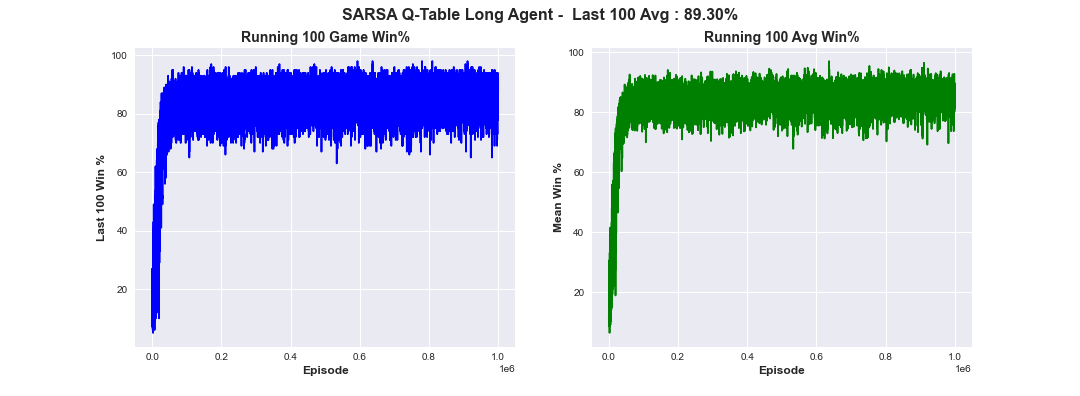 SARSA Q-Table Long Agent -  Last 100 Avg : 89.30%
Running 100 Game Win%
Last 100 Win %
100
80
60
40
20
0.0 0.2 0.4 0.6 0.8 1.0
1e6
Episode
Running 100 Avg Win%
Mean Win %
100
80
60
40
20
0.0 0.2 0.4 0.6 0.8 1.0
1e6
Episode